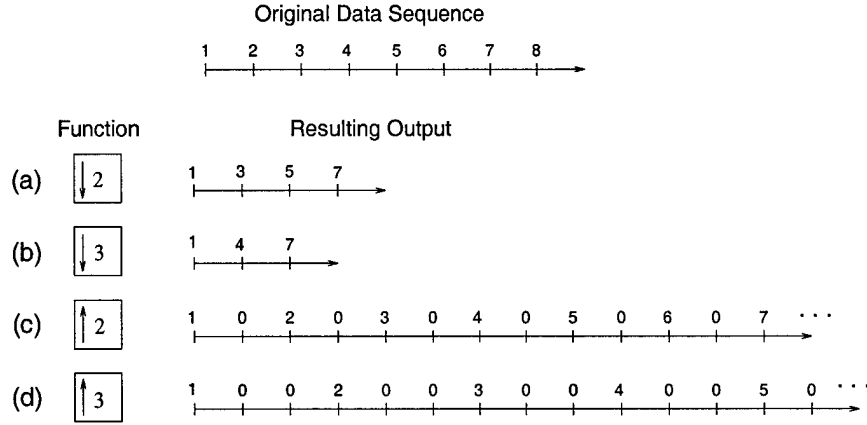 Original Data Sequence
1 2 3 4 5 6 7 8
Function Resulting Output
(a) 2 1 3 5 7
(b) 3 1 4 7
(c) 2 1 0 2 0 3 0 4 0 5 0 6 0 7 ...
(d) 3 1 0 0 2 0 0 3 0 0 4 0 0 5 0 ...